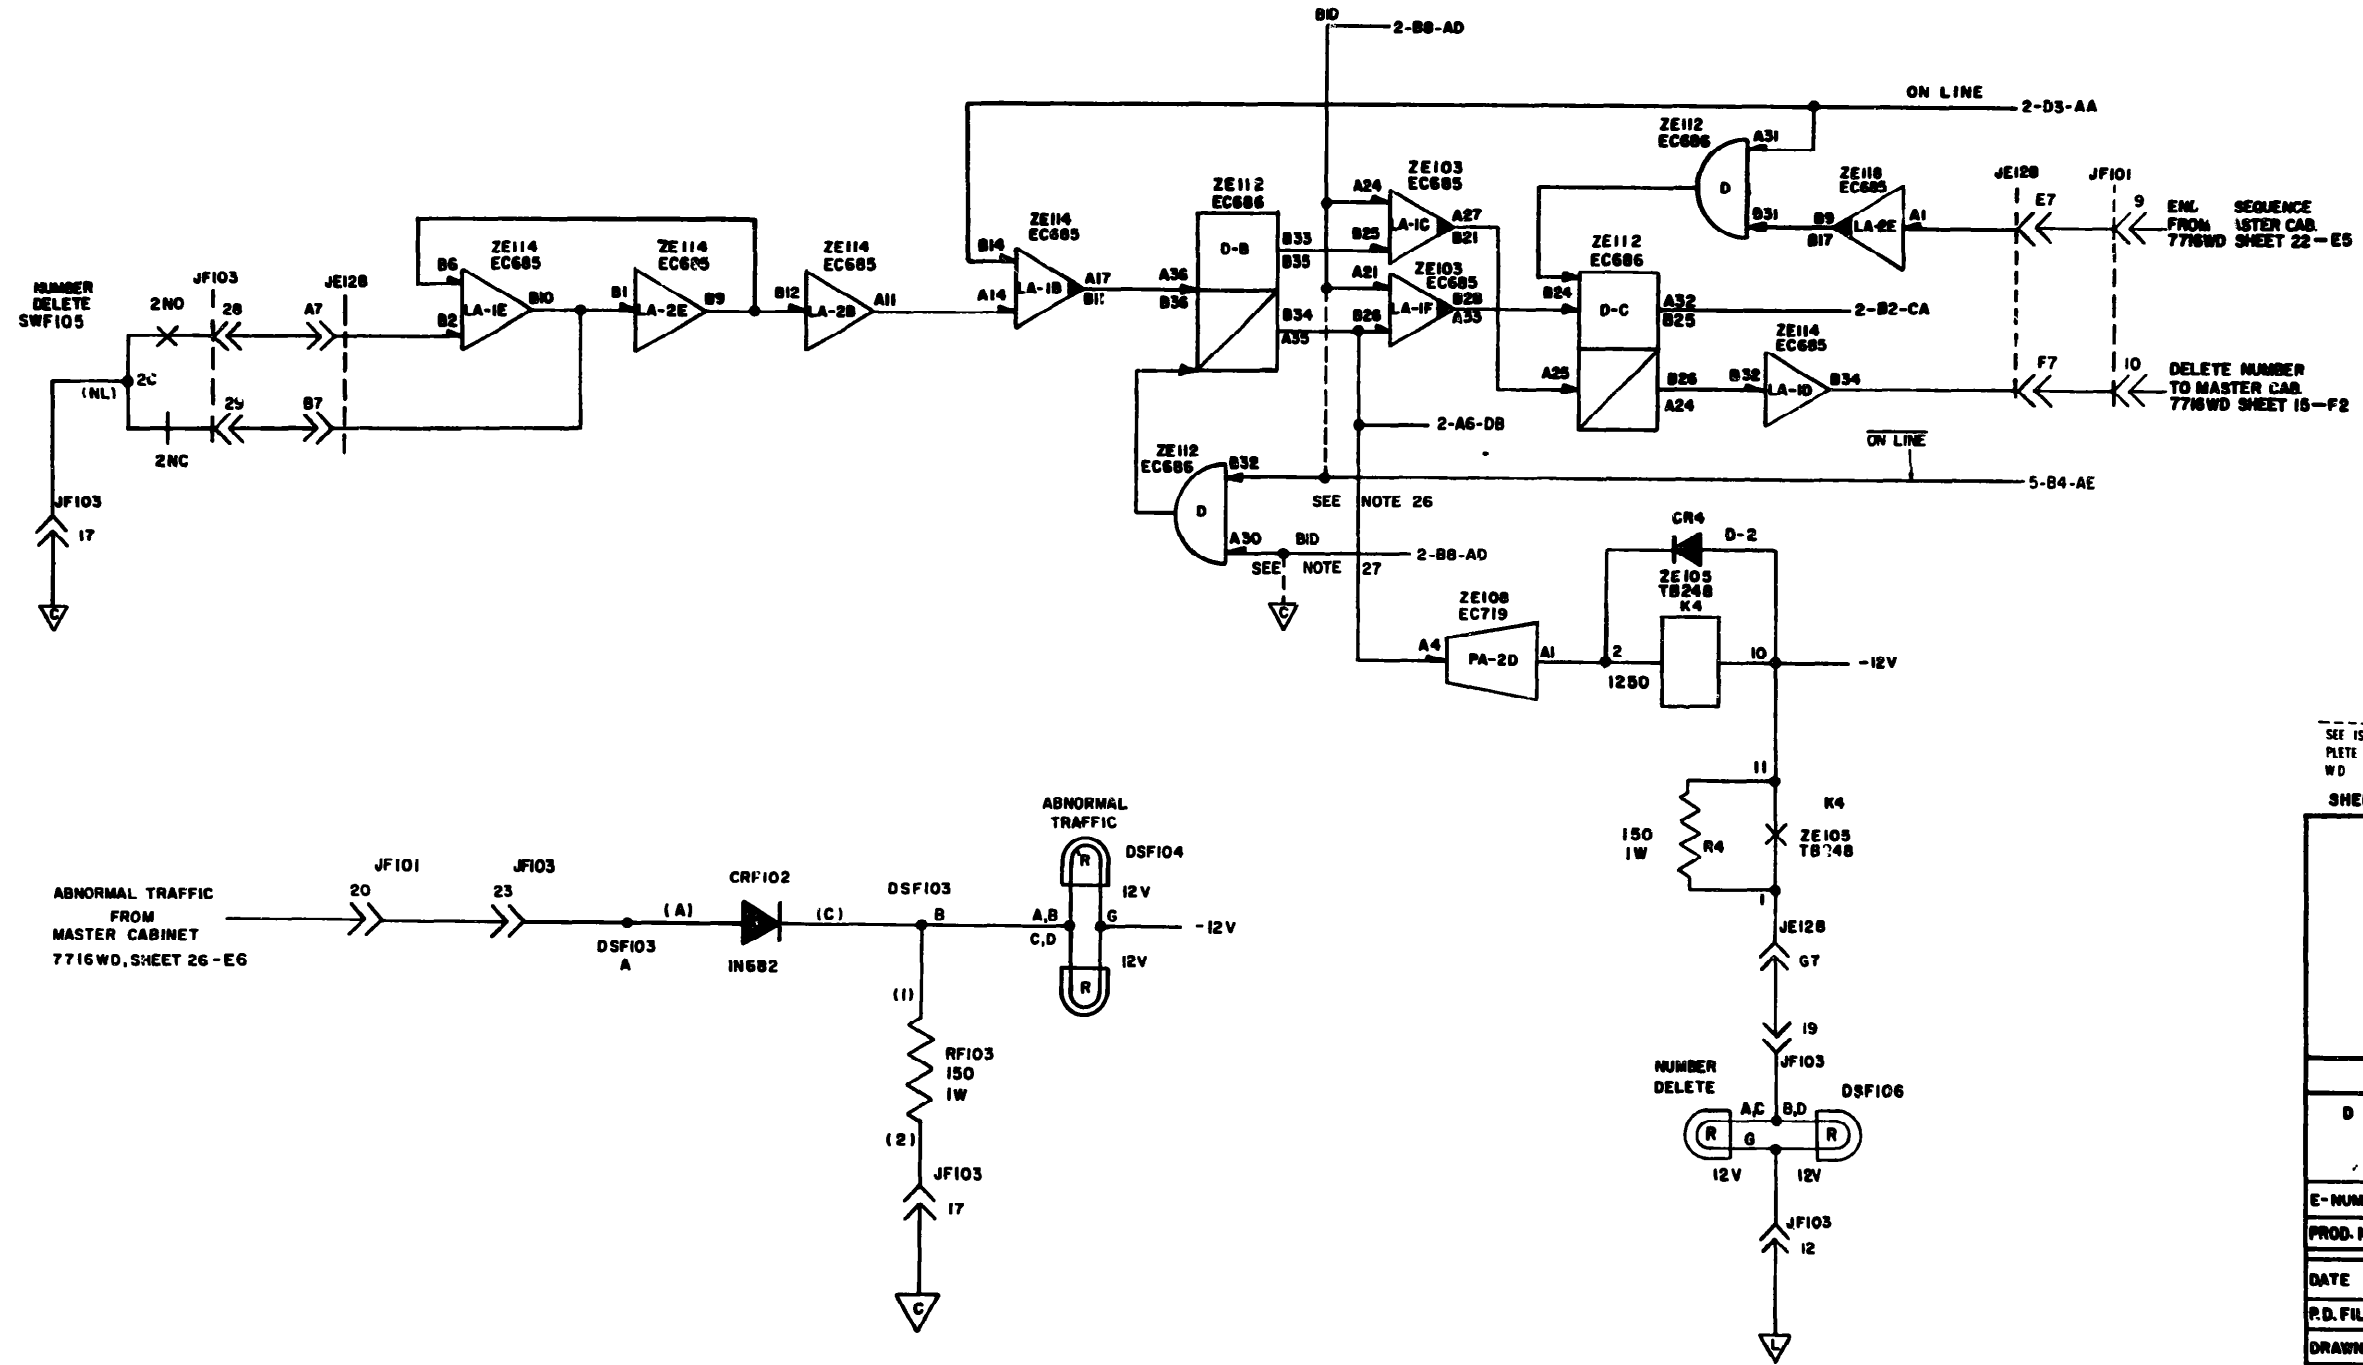 BID
2-B8-AD
ON LINE
2-D3-AA
ZE112
EC686
A31
D
B31
ZE118
EC685
LA-2E
B9
B17
A1
JE128
E7
JF101
9
SEQUENCE
FROM
CAB.
7716WD SHEET 22-E5
NUMBER
DELETE
SWF105
2NO
JF103
28
A7
JE128
2C
(NL)
29
B7
2NC
JF103
17
C
ZE114
EC685
B6
B2
LA-1E
B10
ZE114
EC685
B1
LA-2E
B9
ZE114
EC685
B12
LA-2B
A11
ZE114
EC685
B14
A14
LA-1B
A17
ZE112
EC686
A36
B36
D-B
B33
B35
B34
A35
ZE103
EC685
A24
B25
LA-1C
A27
B21
ZE103
EC685
A21
B26
LA-1F
B28
A33
ZE112
EC686
B24
D-C
A25
A32
B25
2-B2-CA
B26
A24
ZE114
EC685
B32
LA-1D
B34
F7
10
DELETE NUMBER
TO MASTER CAB.
7716WD SHEET 15-F2
2-A6-DB
ON LINE
5-B4-AE
ZE112
EC686
B32
D
A30
SEE NOTE 26
BID
2-B8-AD
SEE NOTE 27
C
ZE108
EC719
A4
PA-2D
A1
CR4
D-2
ZE105
TB248
K4
2
1250
10
-12V
11
150
1W
R4
K4
ZE105
1
JE128
G7
19
JF103
NUMBER
DELETE
DSF106
A,C
B,D
R
G
R
12V
12V
JF103
12
L
ABNORMAL TRAFFIC
FROM
MASTER CABINET
7716WD, SHEET 26-E6
JF101
20
JF103
23
DSF103
A
(A)
CRF102
1N682
(C)
DSF103
B
ABNORMAL
TRAFFIC
DSF104
R
12V
A,B
C,D
G
-12V
12V
R
(1)
RF103
150
1W
(2)
JF103
17
C
PLETE
WD
D
DATE